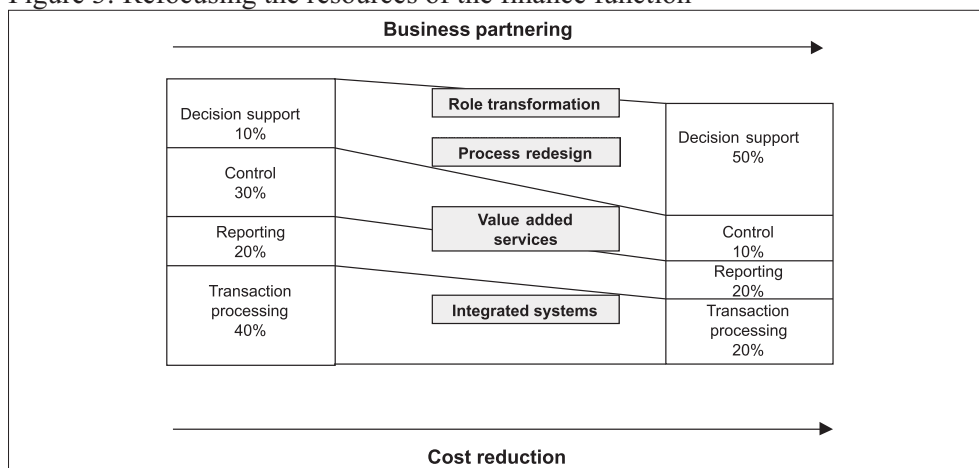 Figure 3: Refocusing the resources of the finance function
Business partnering
Decision support
10%
Control
30%
Reporting
20%
Transaction
processing
40%
Role transformation
Process redesign
Value added
services
Integrated systems
Decision support
50%
Control
10%
Reporting
20%
Transaction
processing
20%
Cost reduction